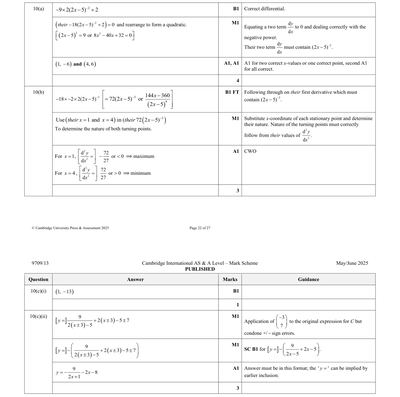 10(a) −9×2(2x−5)⁻²+2 B1 Correct differential.
(their −18(2x−5)⁻²+2)=0 and rearrange to form a quadratic. M1 Equating a two term dy/dx to 0 and dealing correctly with the negative power.
[(2x−5)²=9 or 8x²−40x+32=0] Their two term dy/dx must contain (2x−5)⁻².
(1, −6) and (4, 6) A1, A1 A1 for two correct x-values or one correct point, second A1 for all correct.
4
10(b) −18×−2×2(2x−5)⁻³ [=72(2x−5)⁻³ or (144x−360)/(2x−5)⁴] B1 FT Following through on their first derivative which must contain (2x−5)⁻².
Use (their x=1 and x=4) in (their 72(2x−5)⁻³) M1 Substitute x-coordinate of each stationary point and determine their nature. Nature of the turning points must correctly follow from their values of d²y/dx².
To determine the nature of both turning points.
For x=1, [d²y/dx²=] −72/27 or <0 ⇒ maximum A1 CWO
For x=4, [d²y/dx²=] 72/27 or >0 ⇒ minimum
3
© Cambridge University Press & Assessment 2025 Page 22 of 27
9709/13 Cambridge International AS & A Level – Mark Scheme May/June 2025
PUBLISHED
Question Answer Marks Guidance
10(c)(i) (1, −13) B1
1
10(c)(ii) [y=] 9/(2(x±3)−5)+2(x±3)−5±7 M1 Application of (−3 7) to the original expression for C but condone +/− sign errors.
[y=]−(9/(2(x±3)−5)+2(x±3)−5±7) M1 SC B1 for [y=]−(9/(2x−5)+2x−5).
y=−9/(2x+1)−2x−8 A1 Answer must be in this format; the 'y =' can be implied by earlier inclusion.
3